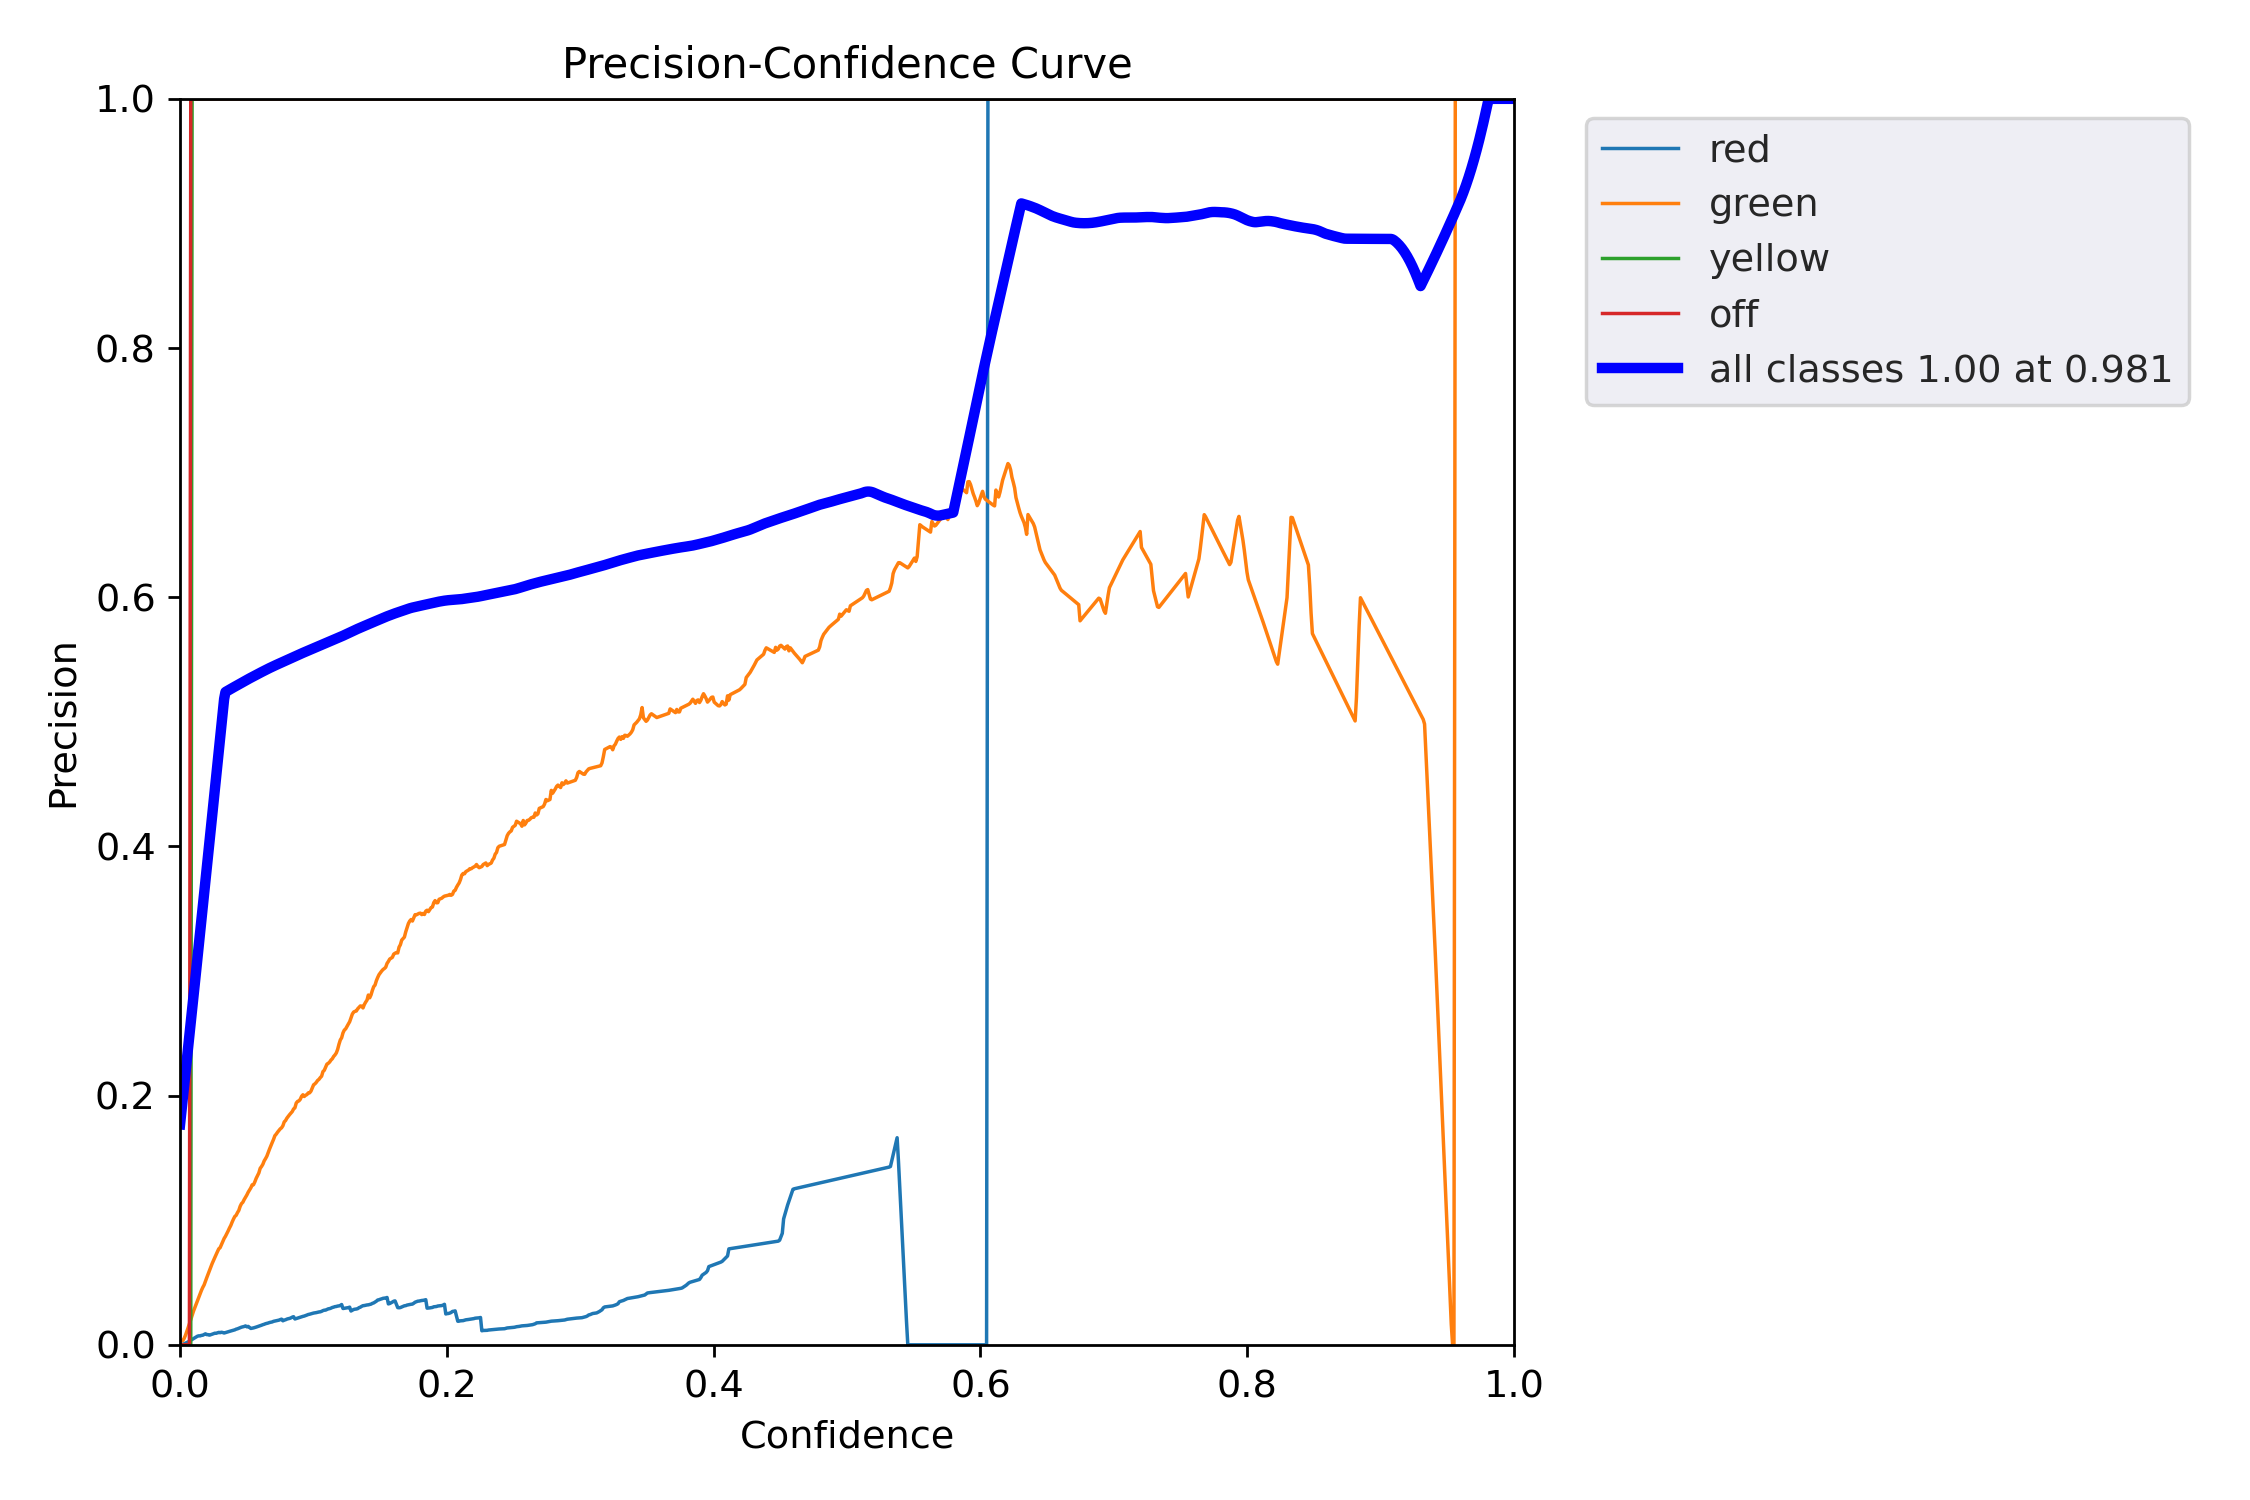 Precision-Confidence Curve
1.0
0.8
0.6
0.4
0.2
0.0
Precision
0.0 0.2 0.4 0.6 0.8 1.0
Confidence
red
green
yellow
off
all classes 1.00 at 0.981